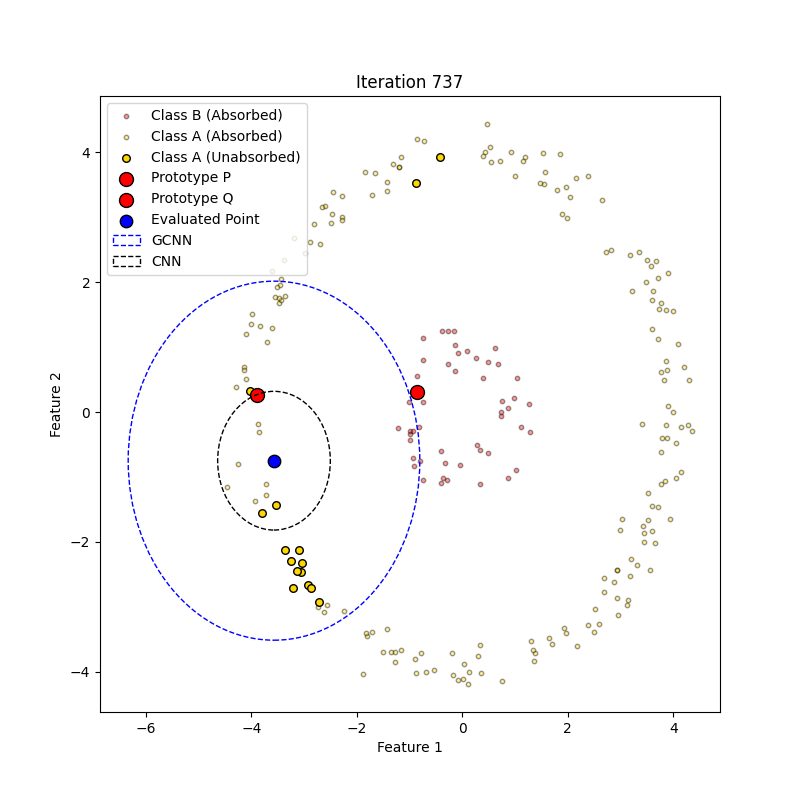 Iteration 737
Class B (Absorbed)
Class A (Absorbed)
Class A (Unabsorbed)
Prototype P
Prototype Q
Evaluated Point
GCNN
CNN
Feature 2
4
2
0
−2
−4
−6
−4
−2
0
2
4
Feature 1